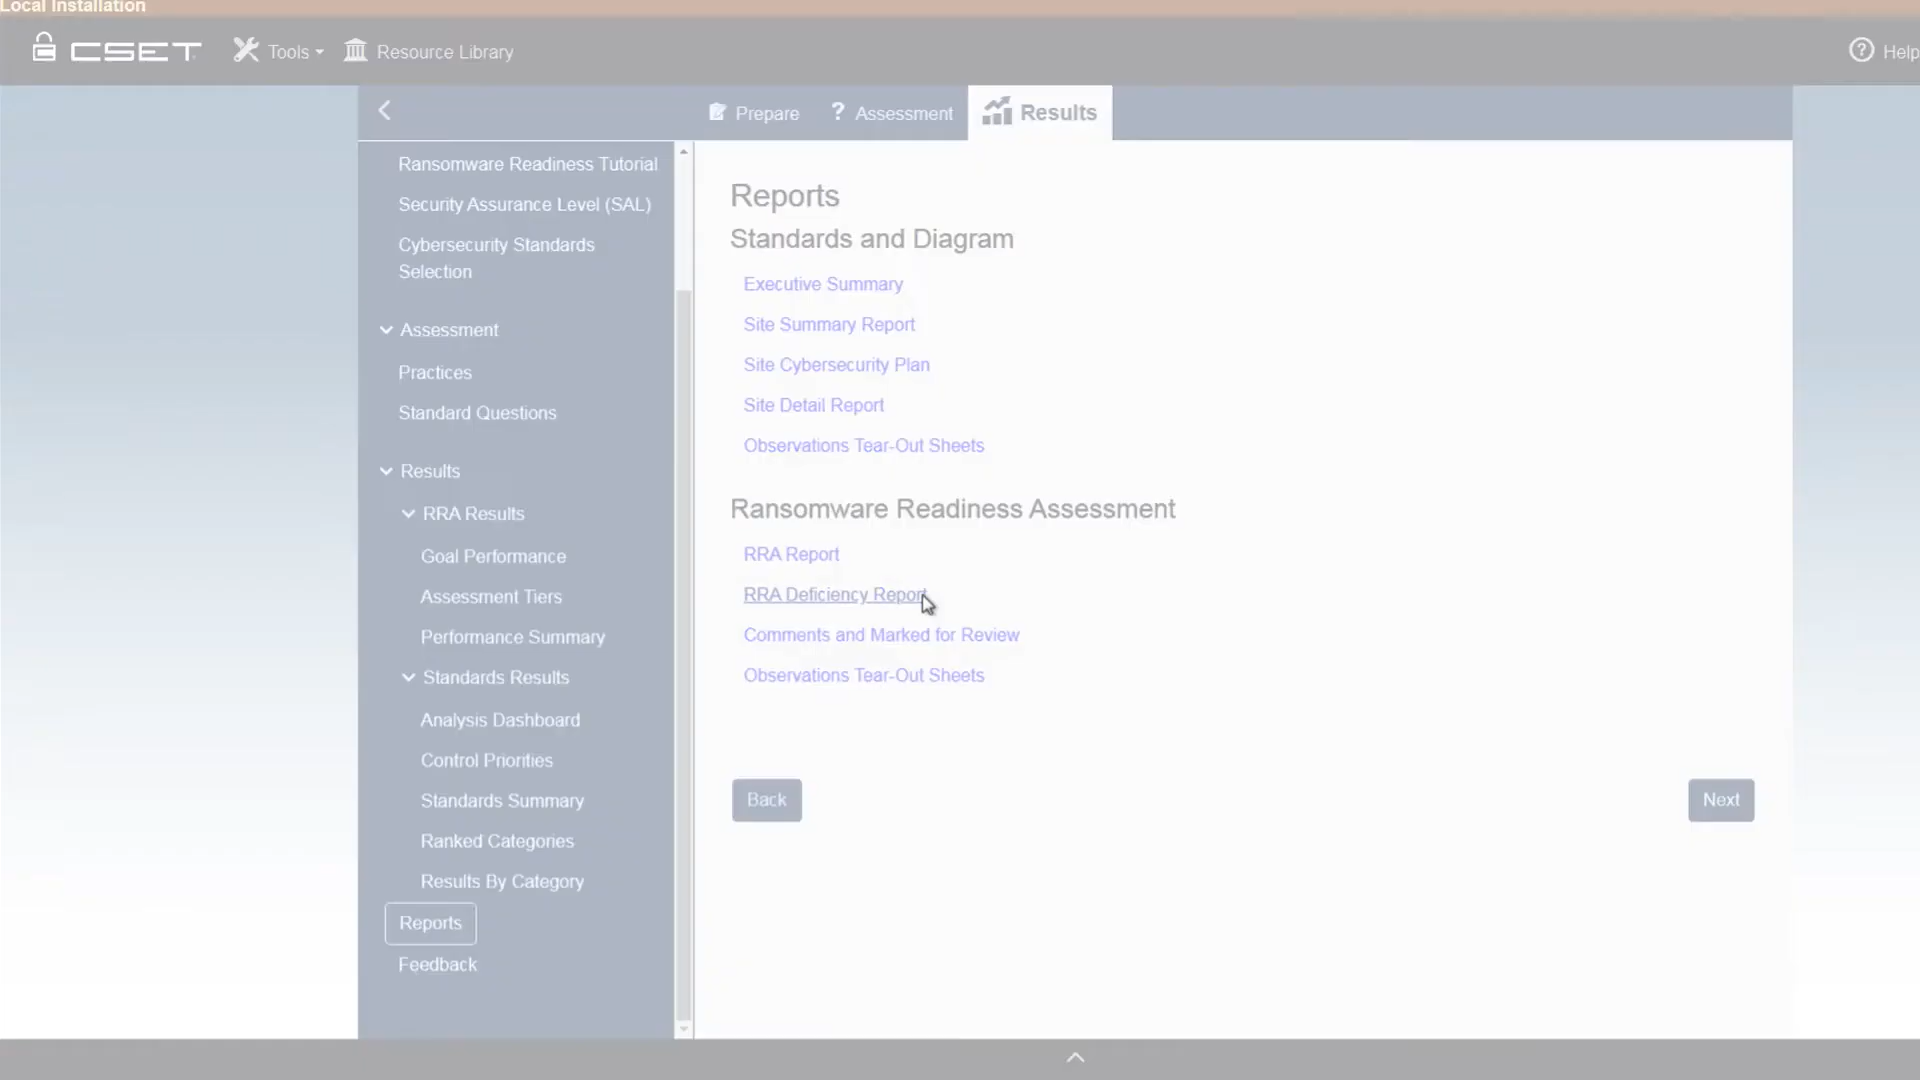 Local Installation
CSET
Tools
Resource Library
Help
Prepare
Assessment
Results
Ransomware Readiness Tutorial
Security Assurance Level (SAL)
Cybersecurity Standards
Selection
Assessment
Practices
Standard Questions
Results
RRA Results
Goal Performance
Assessment Tiers
Performance Summary
Standards Results
Analysis Dashboard
Control Priorities
Standards Summary
Ranked Categories
Results By Category
Reports
Feedback
Reports
Standards and Diagram
Executive Summary
Site Summary Report
Site Cybersecurity Plan
Site Detail Report
Observations Tear-Out Sheets
Ransomware Readiness Assessment
RRA Report
RRA Deficiency Report
Comments and Marked for Review
Observations Tear-Out Sheets
Back
Next